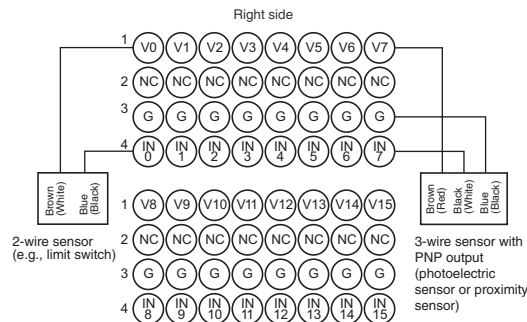 Right side
1 V0 V1 V2 V3 V4 V5 V6 V7
2 NC NC NC NC NC NC NC NC
3 G G G G G G G G
4 IN 0 IN 1 IN 2 IN 3 IN 4 IN 5 IN 6 IN 7
Brown (White)
Blue (Black)
2-wire sensor
(e.g., limit switch)
Brown (Red)
Black (White)
Blue (Black)
3-wire sensor with
PNP output
(photoelectric
sensor or proximity
sensor)
1 V8 V9 V10 V11 V12 V13 V14 V15
2 NC NC NC NC NC NC NC NC
3 G G G G G G G G
4 IN 8 IN 9 IN 10 IN 11 IN 12 IN 13 IN 14 IN 15